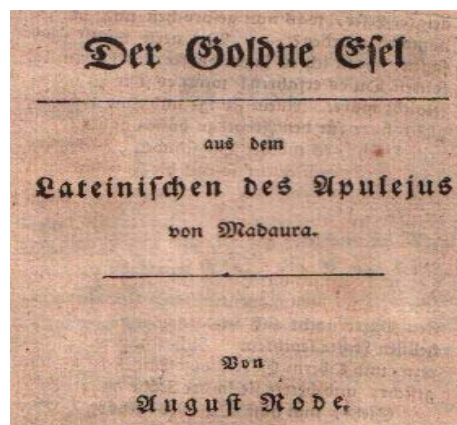 Der Goldne Eſel
aus dem
Lateiniſchen des Apulejus
von Madaura.
Von
Auguſt Rode,